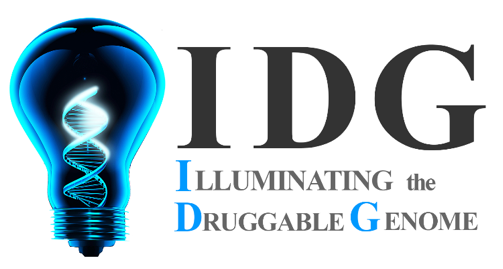 IDG
ILLUMINATING the
DRUGGABLE GENOME